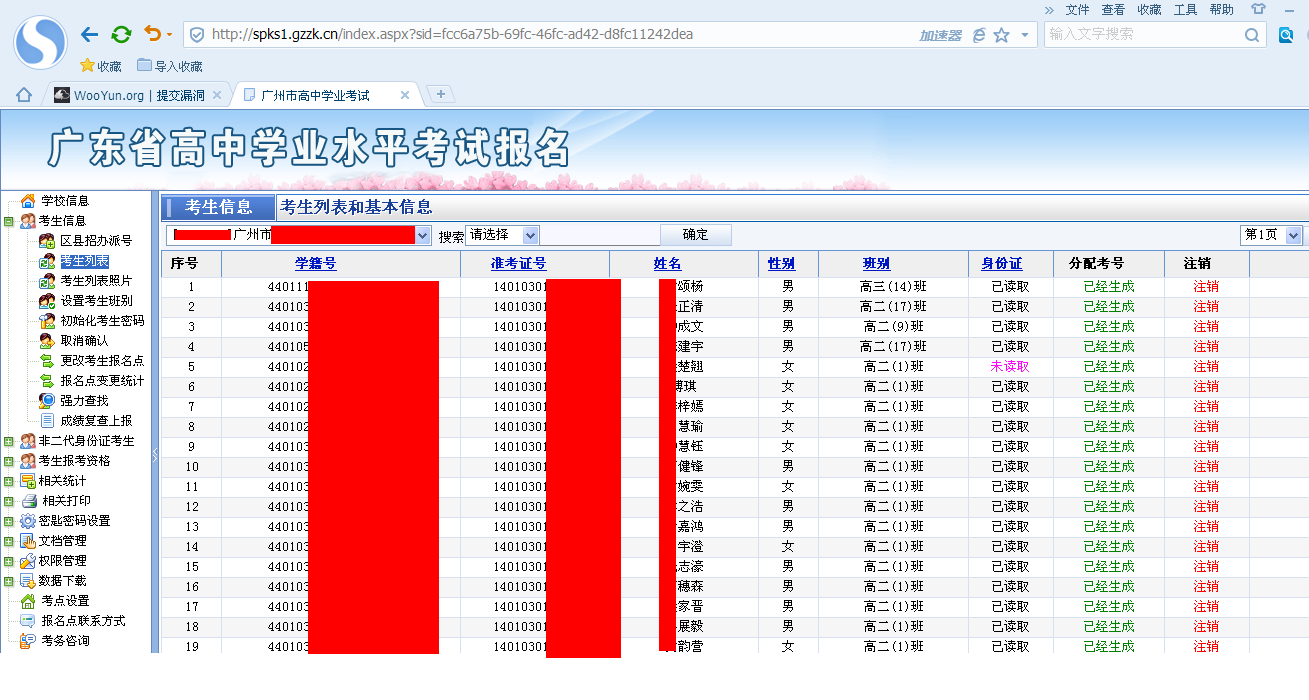 » 文件 查看 收藏 工具 帮助
http://spks1.gzzk.cn/index.aspx?sid=fcc6a75b-69fc-46fc-ad42-d8fc11242dea 加速器 输入文字搜索
收藏 导入收藏
WooYun.org | 提交漏洞 × 广州市高中学业考试 × +
广东省高中学业水平考试报名
学校信息
考生信息
区县招办派号
考生列表
考生列表照片
设置考生班别
初始化考生密码
取消确认
更改考生报名点
报名点变更统计
强力查找
成绩复查上报
非二代身份证考生
考生报考资格
相关统计
相关打印
密匙密码设置
文档管理
权限管理
数据下载
考点设置
报名点联系方式
考务咨询
考生信息 考生列表和基本信息
广州市 搜索 请选择 确定 第1页
序号 学籍号 准考证号 姓名 性别 班别 身份证 分配考号 注销
1 440111 14010301 颂杨 男 高三(14)班 已读取 已经生成 注销
2 440103 14010301 正清 男 高二(17)班 已读取 已经生成 注销
3 440103 14010301 成文 男 高二(9)班 已读取 已经生成 注销
4 440105 14010301 建宇 男 高二(17)班 已读取 已经生成 注销
5 440102 14010301 楚翘 女 高二(1)班 未读取 已经生成 注销
6 440102 14010301 琪 女 高二(1)班 已读取 已经生成 注销
7 440102 14010301 梓嫣 女 高二(1)班 已读取 已经生成 注销
8 440102 14010301 慧瑜 女 高二(1)班 已读取 已经生成 注销
9 440103 14010301 慧钰 女 高二(1)班 已读取 已经生成 注销
10 440103 14010301 健锋 男 高二(1)班 已读取 已经生成 注销
11 440103 14010301 婉雯 女 高二(1)班 已读取 已经生成 注销
12 440103 14010301 之浩 男 高二(1)班 已读取 已经生成 注销
13 440103 14010301 嘉鸿 男 高二(1)班 已读取 已经生成 注销
14 440103 14010301 宇澄 女 高二(1)班 已读取 已经生成 注销
15 440103 14010301 志濠 男 高二(1)班 已读取 已经生成 注销
16 440103 14010301 穗森 男 高二(1)班 已读取 已经生成 注销
17 440103 14010301 家晋 男 高二(1)班 已读取 已经生成 注销
18 440103 14010301 展毅 男 高二(1)班 已读取 已经生成 注销
19 440103 14010301 韵营 女 高二(1)班 已读取 已经生成 注销